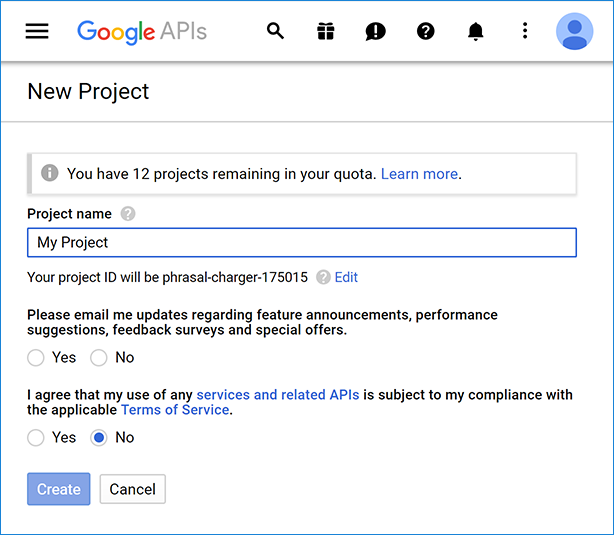 Google APIs
New Project
You have 12 projects remaining in your quota. Learn more.
Project name
My Project
Your project ID will be phrasal-charger-175015 Edit
Please email me updates regarding feature announcements, performance
suggestions, feedback surveys and special offers.
Yes No
I agree that my use of any services and related APIs is subject to my compliance with
the applicable Terms of Service.
Yes No
Create Cancel